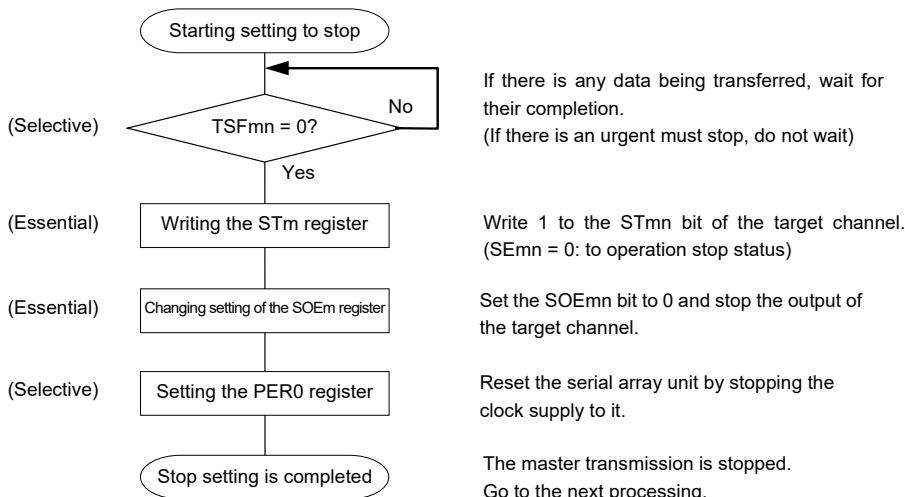 Starting setting to stop
No
If there is any data being transferred, wait for
their completion.
(If there is an urgent must stop, do not wait)
(Selective)
TSFmn = 0?
Yes
(Essential)
Writing the STm register
Write 1 to the STmn bit of the target channel.
(SEmn = 0: to operation stop status)
(Essential)
Changing setting of the SOEm register
Set the SOEmn bit to 0 and stop the output of
the target channel.
(Selective)
Setting the PER0 register
Reset the serial array unit by stopping the
clock supply to it.
Stop setting is completed
The master transmission is stopped.
Go to the next processing.